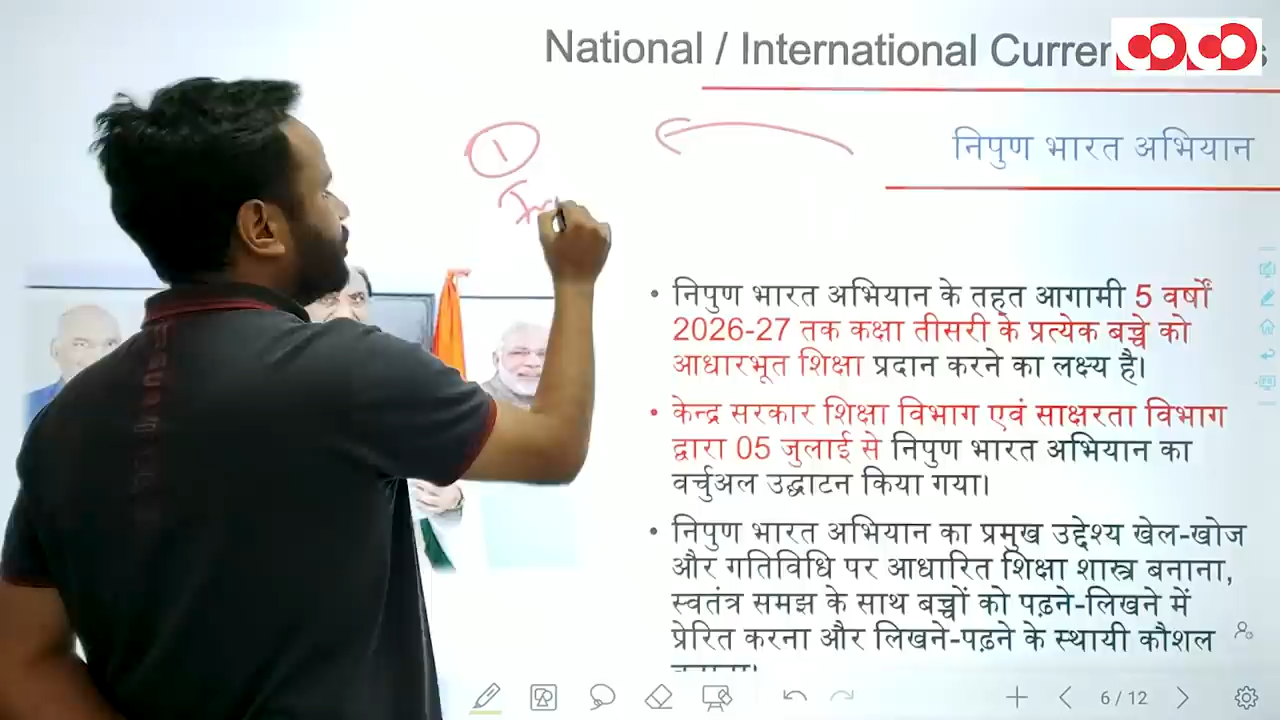 National / International Curren
निपुण भारत अभियान
1
• निपुण भारत अभियान के तहत आगामी 5 वर्षों
2026-27 तक कक्षा तीसरी के प्रत्येक बच्चे को
आधारभूत शिक्षा प्रदान करने का लक्ष्य है।
• केन्द्र सरकार शिक्षा विभाग एवं साक्षरता विभाग
द्वारा 05 जुलाई से निपुण भारत अभियान का
वर्चुअल उद्घाटन किया गया।
• निपुण भारत अभियान का प्रमुख उद्देश्य खेल-खोज
और गतिविधि पर आधारित शिक्षा शास्त्र बनाना,
स्वतंत्र समझ के साथ बच्चों को पढ़ने-लिखने में
प्रेरित करना और लिखने-पढ़ने के स्थायी कौशल
6 / 12